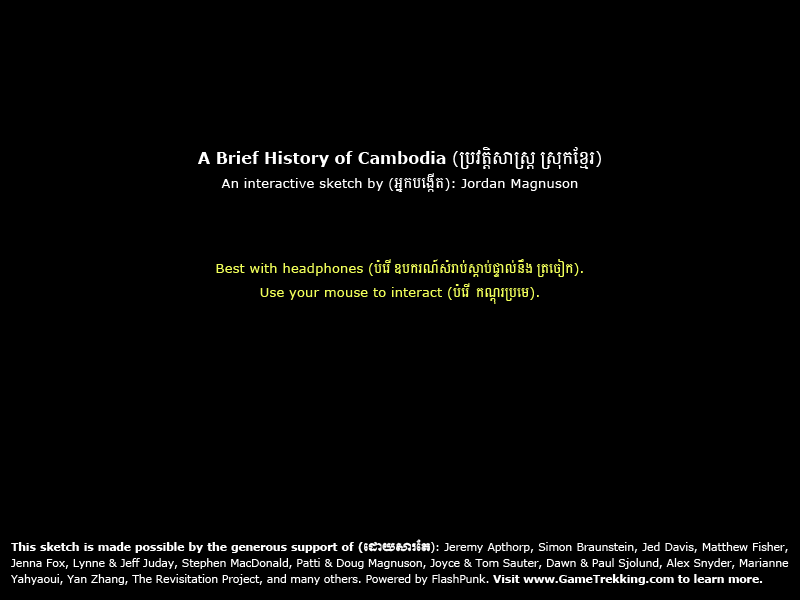 A Brief History of Cambodia (ប្រវត្តិសាស្ត្រ ស្រុកខ្មែរ)
An interactive sketch by (អ្នកបង្កើត): Jordan Magnuson
Best with headphones (បំរើ ឧបករណ៍សំរាប់ស្តាប់ផ្ទាល់នឹង ត្រចៀក).
Use your mouse to interact (បំរើ កណ្តុរប្រមេ).
This sketch is made possible by the generous support of (ដោយសារតែ): Jeremy Apthorp, Simon Braunstein, Jed Davis, Matthew Fisher,
Jenna Fox, Lynne & Jeff Juday, Stephen MacDonald, Patti & Doug Magnuson, Joyce & Tom Sauter, Dawn & Paul Sjolund, Alex Snyder, Marianne
Yahyaoui, Yan Zhang, The Revisitation Project, and many others. Powered by FlashPunk. Visit www.GameTrekking.com to learn more.